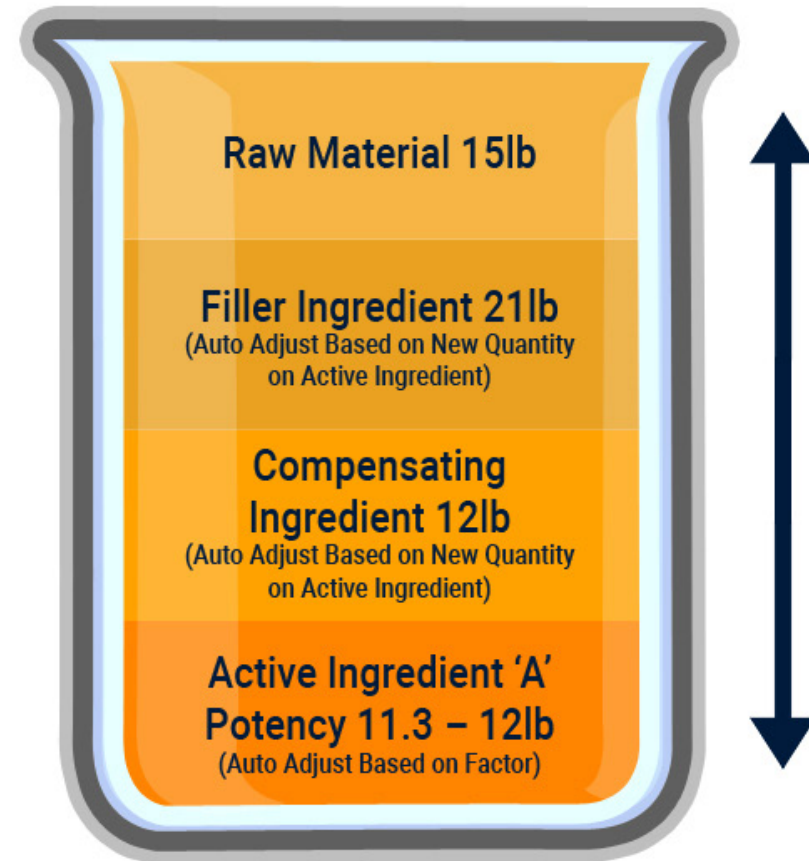 Raw Material 15lb
Filler Ingredient 21lb
(Auto Adjust Based on New Quantity
on Active Ingredient)
Compensating
Ingredient 12lb
(Auto Adjust Based on New Quantity
on Active Ingredient)
Active Ingredient ‘A’
Potency 11.3 – 12lb
(Auto Adjust Based on Factor)